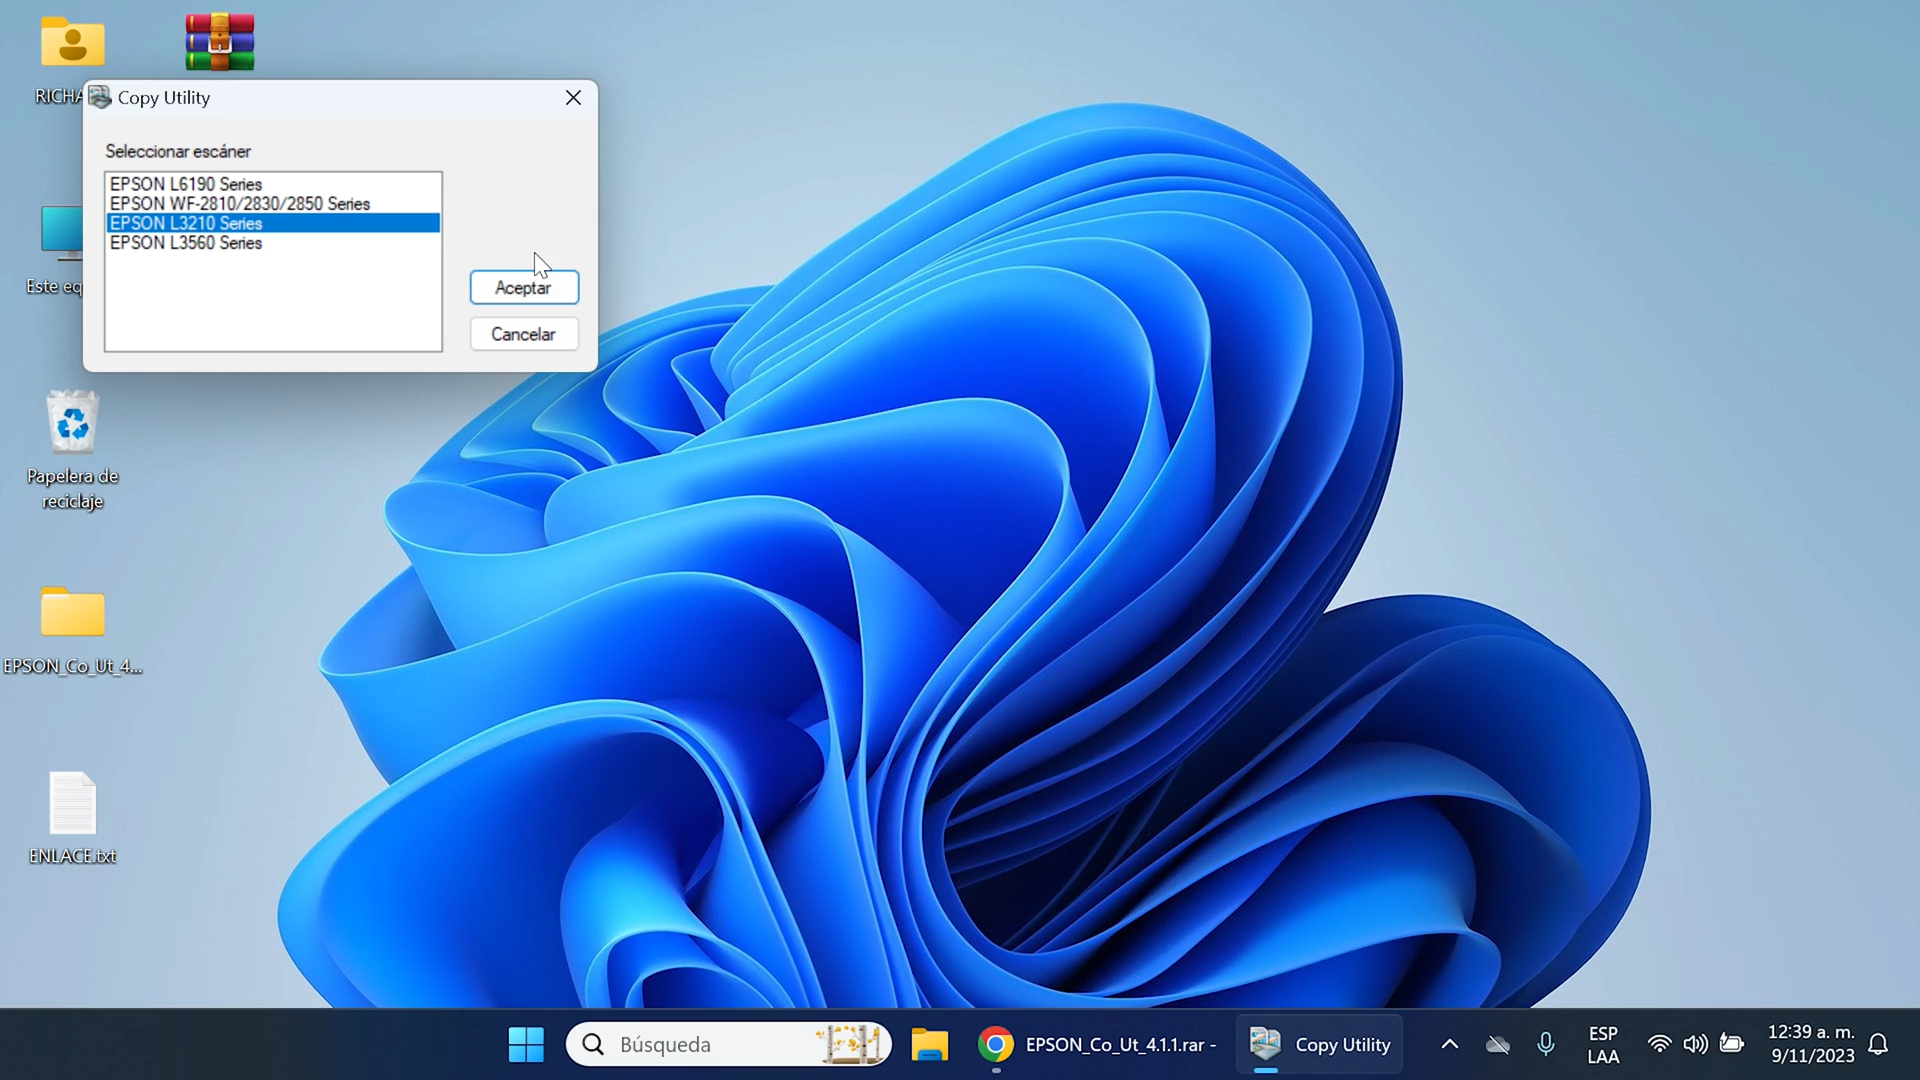 RICHA
Copy Utility
Seleccionar escáner
EPSON L6190 Series
EPSON WF-2810/2830/2850 Series
EPSON L3210 Series
EPSON L3560 Series
Aceptar
Cancelar
Este eq
Papelera de
reciclaje
EPSON_Co_Ut_4...
ENLACE.txt
Búsqueda
EPSON_Co_Ut_4.1.1.rar -
Copy Utility
ESP
LAA
12:39 a. m.
9/11/2023